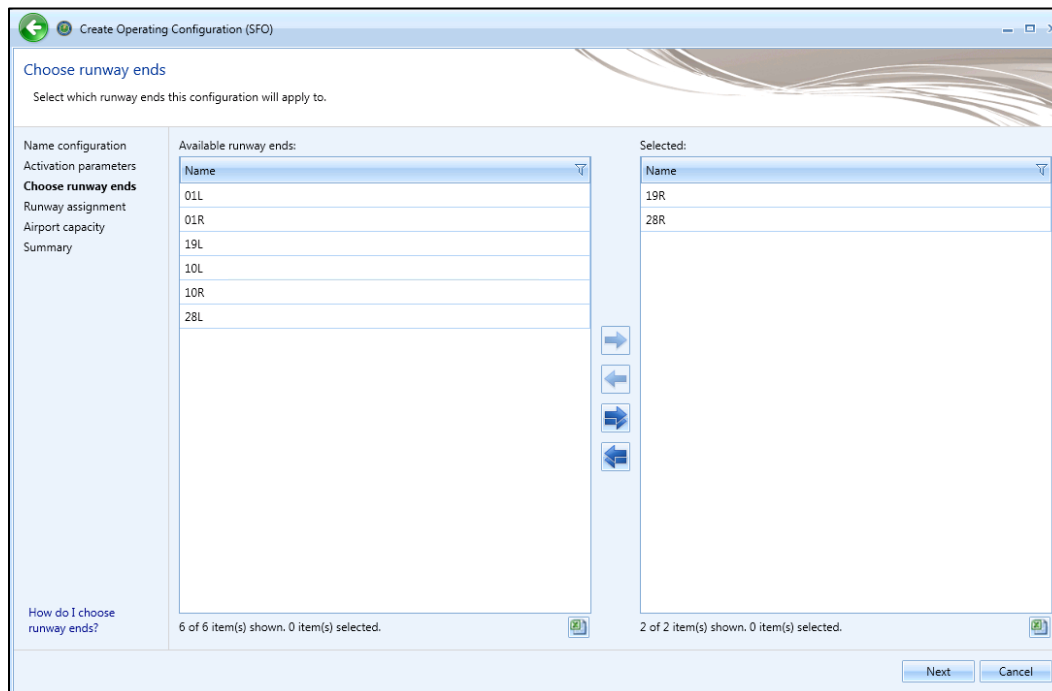 Create Operating Configuration (SFO)
Choose runway ends
Select which runway ends this configuration will apply to.
Name configuration
Activation parameters
Choose runway ends
Runway assignment
Airport capacity
Summary
How do I choose
runway ends?
Available runway ends:
Name
01L
01R
19L
10L
10R
28L
6 of 6 item(s) shown. 0 item(s) selected.
Selected:
Name
19R
28R
2 of 2 item(s) shown. 0 item(s) selected.
Next
Cancel